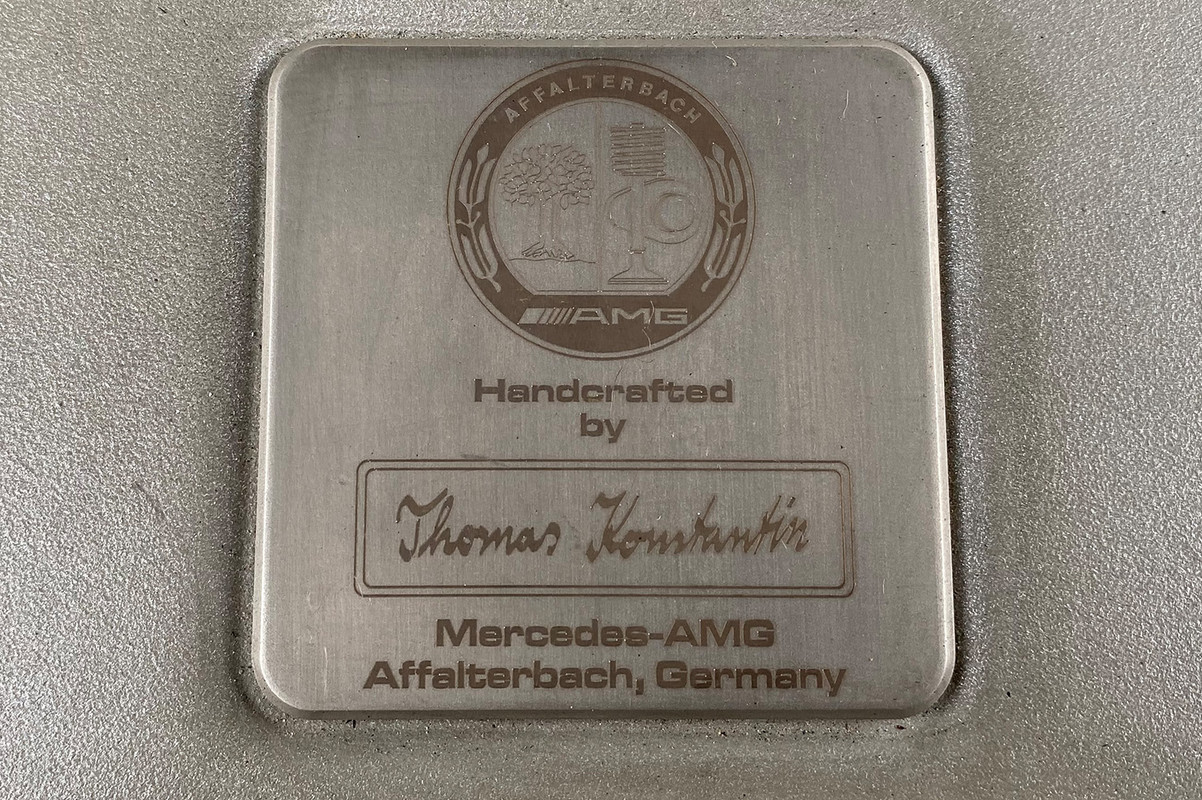 AFFALTERBACH
AMG
Handcrafted
by
Thomas Konstantin
Mercedes-AMG
Affalterbach, Germany